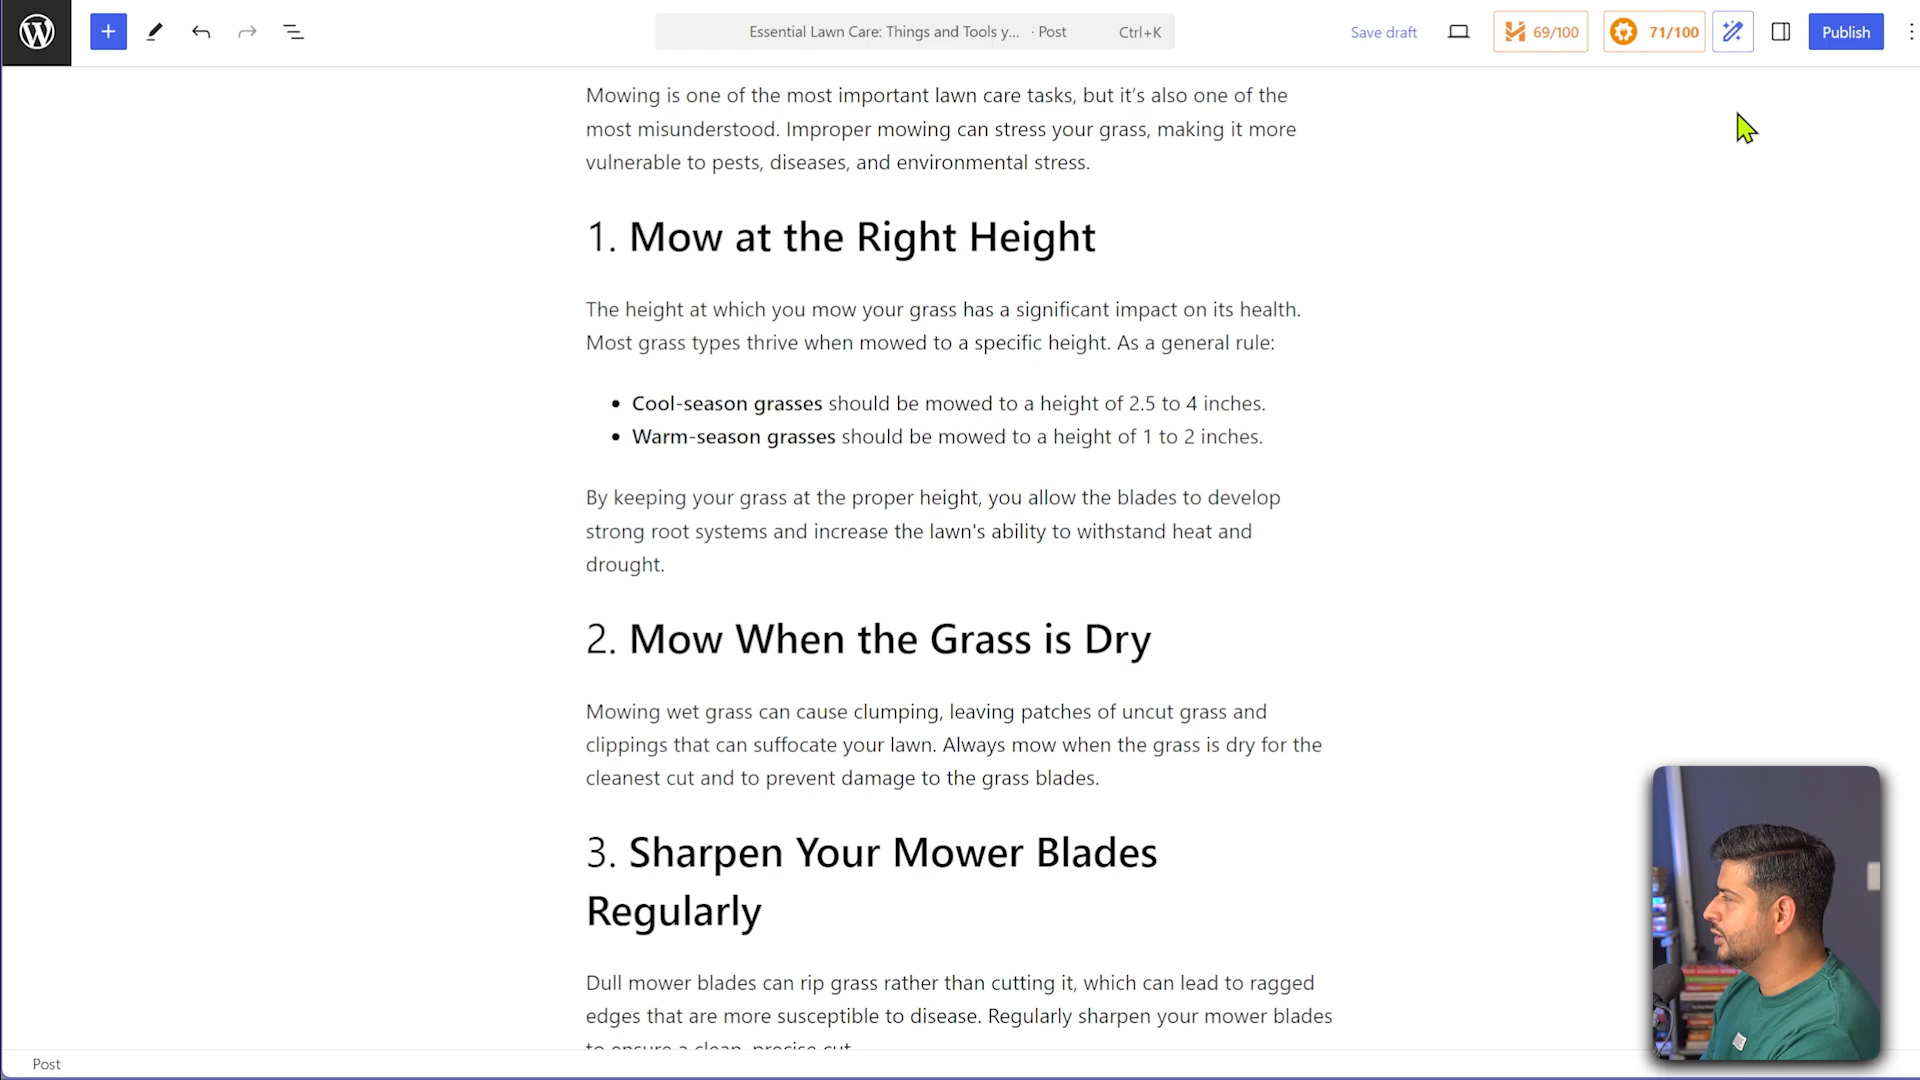 Essential Lawn Care: Things and Tools y... · Post Ctrl+K Save draft 69/100 71/100 Publish
Mowing is one of the most important lawn care tasks, but it’s also one of the
most misunderstood. Improper mowing can stress your grass, making it more
vulnerable to pests, diseases, and environmental stress.
1. Mow at the Right Height
The height at which you mow your grass has a significant impact on its health.
Most grass types thrive when mowed to a specific height. As a general rule:
• Cool-season grasses should be mowed to a height of 2.5 to 4 inches.
• Warm-season grasses should be mowed to a height of 1 to 2 inches.
By keeping your grass at the proper height, you allow the blades to develop
strong root systems and increase the lawn's ability to withstand heat and
drought.
2. Mow When the Grass is Dry
Mowing wet grass can cause clumping, leaving patches of uncut grass and
clippings that can suffocate your lawn. Always mow when the grass is dry for the
cleanest cut and to prevent damage to the grass blades.
3. Sharpen Your Mower Blades
Regularly
Dull mower blades can rip grass rather than cutting it, which can lead to ragged
edges that are more susceptible to disease. Regularly sharpen your mower blades
to ensure a clean, precise cut.
Post